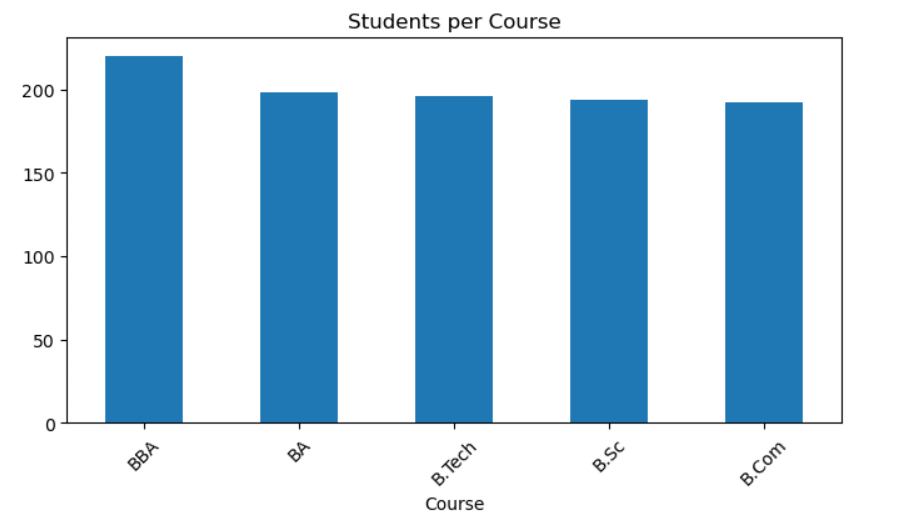 Students per Course
200
150
100
50
0
BBA
BA
B.Tech
B.Sc
B.Com
Course